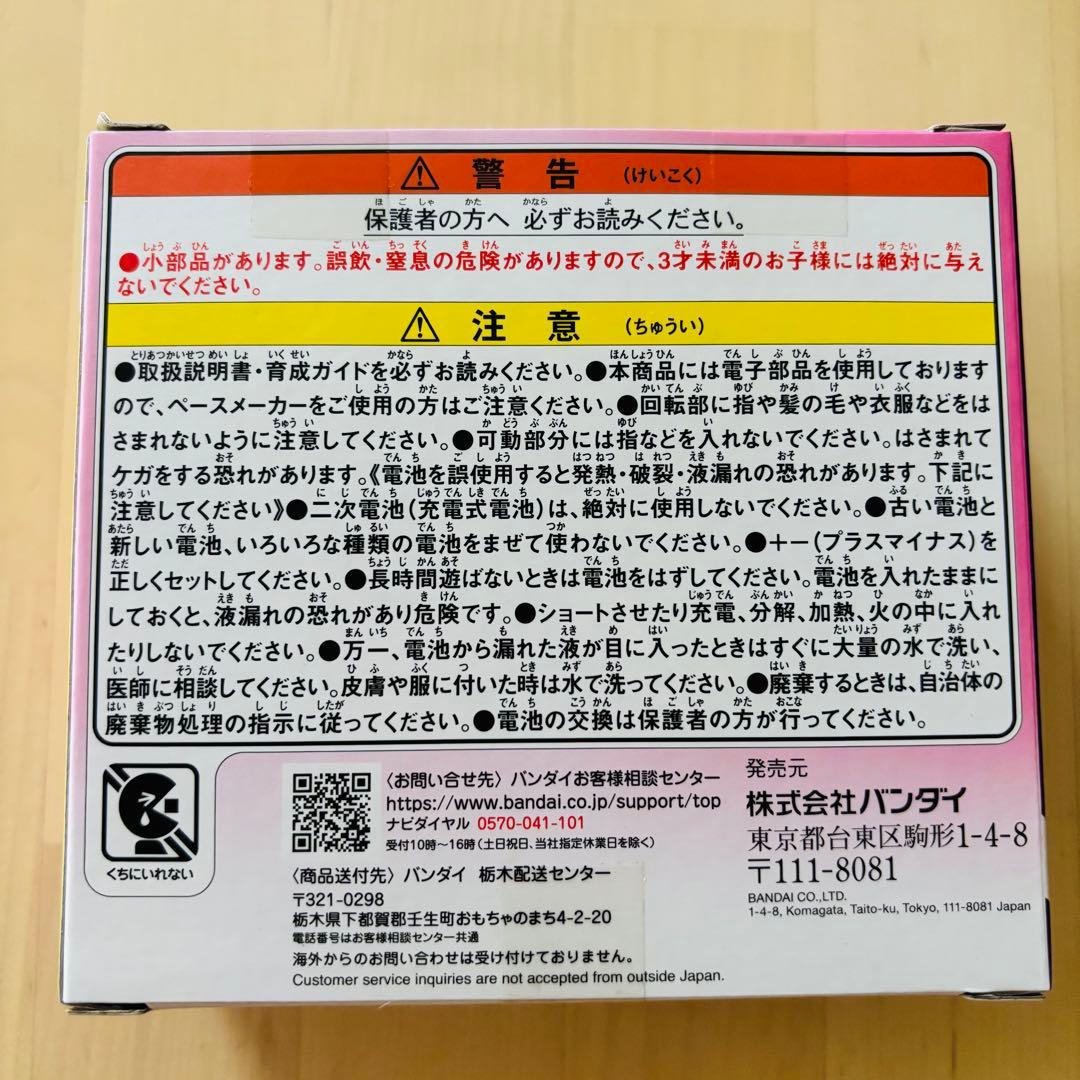 ⚠ 警告 (けいこく)
保護者の方へ 必ずお読みください。
●小部品があります。誤飲・窒息の危険がありますので、3才未満のお子様には絶対に与え
ないでください。
⚠ 注意 (ちゅうい)
●取扱説明書・育成ガイドを必ずお読みください。●本商品には電子部品を使用しております
ので、ペースメーカーをご使用の方はご注意ください。●回転部に指や髪の毛や衣服などをは
さまれないように注意してください。●可動部分には指などを入れないでください。はさまれて
ケガをする恐れがあります。《電池を誤使用すると発熱・破裂・液漏れの恐れがあります。下記に
注意してください》●二次電池(充電式電池)は、絶対に使用しないでください。●古い電池と
新しい電池、いろいろな種類の電池をまぜて使わないでください。●+-(プラスマイナス)を
正しくセットしてください。●長時間遊ばないときは電池をはずしてください。電池を入れたままに
しておくと、液漏れの恐れがあり危険です。●ショートさせたり充電、分解、加熱、火の中に入れ
たりしないでください。●万一、電池から漏れた液が目に入ったときはすぐに大量の水で洗い、
医師に相談してください。皮膚や服に付いた時は水で洗ってください。●廃棄するときは、自治体の
廃棄物処理の指示に従ってください。●電池の交換は保護者の方が行ってください。
くちにいれない
〈お問い合せ先〉バンダイお客様相談センター
https://www.bandai.co.jp/support/top
ナビダイヤル 0570-041-101
受付10時~16時(土日祝日、当社指定休業日を除く)
〈商品送付先〉バンダイ 栃木配送センター
〒321-0298
栃木県下都賀郡壬生町おもちゃのまち4-2-20
電話番号はお客様相談センター共通
海外からのお問い合わせは受け付けておりません。
Customer service inquiries are not accepted from outside Japan.
発売元
株式会社バンダイ
東京都台東区駒形1-4-8
〒111-8081
BANDAI CO.,LTD.
1-4-8, Komagata, Taito-ku, Tokyo, 111-8081 Japan